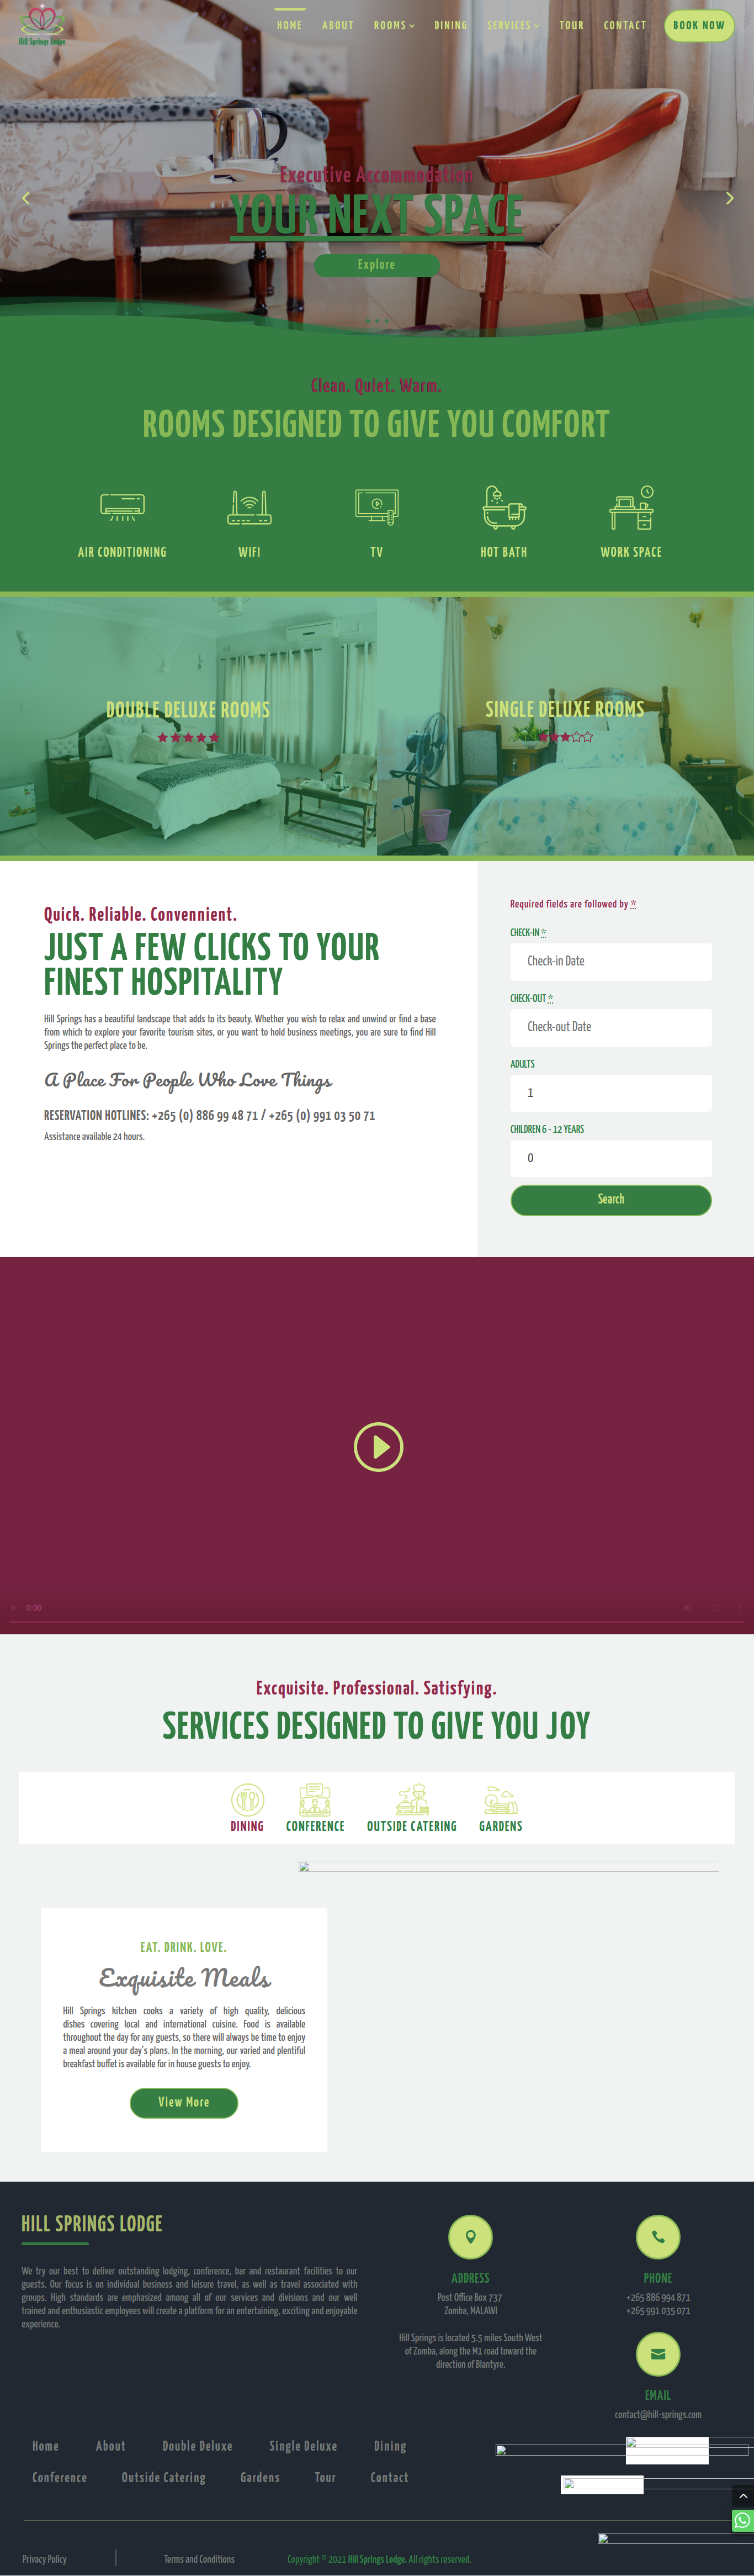 Hill Springs Lodge
HOME ABOUT ROOMS DINING SERVICES TOUR CONTACT BOOK NOW
Executive Accommodation
YOUR NEXT SPACE
Explore
Clean. Quiet. Warm.
ROOMS DESIGNED TO GIVE YOU COMFORT
AIR CONDITIONING WIFI TV HOT BATH WORK SPACE
DOUBLE DELUXE ROOMS
SINGLE DELUXE ROOMS
Quick. Reliable. Convennient.
JUST A FEW CLICKS TO YOUR
FINEST HOSPITALITY
Hill Springs has a beautiful landscape that adds to its beauty. Whether you wish to relax and unwind or find a base
from which to explore your favorite tourism sites, or you want to hold business meetings, you are sure to find Hill
Springs the perfect place to be.
A Place For People Who Love Things
RESERVATION HOTLINES: +265 (0) 886 99 48 71 / +265 (0) 991 03 50 71
Assistance available 24 hours.
Required fields are followed by *
CHECK-IN *
Check-in Date
CHECK-OUT *
Check-out Date
ADULTS
1
CHILDREN 6 - 12 YEARS
0
Search
0:00
Excquisite. Professional. Satisfying.
SERVICES DESIGNED TO GIVE YOU JOY
DINING CONFERENCE OUTSIDE CATERING GARDENS
EAT. DRINK. LOVE.
Exquisite Meals
Hill Springs kitchen cooks a variety of high quality, delicious
dishes covering local and international cuisine. Food is available
throughout the day for any guests, so there will always be time to enjoy
a meal around your day's plans. In the morning, our varied and plentiful
breakfast buffet is available for in house guests to enjoy.
View More
HILL SPRINGS LODGE
We try our best to deliver outstanding lodging, conference, bar and restaurant facilities to our
guests. Our focus is on individual business and leisure travel, as well as travel associated with
groups. High standards are emphasized among all of our services and divisions and our well
trained and enthusiastic employees will create a platform for an entertaining, exciting and enjoyable
experience.
ADDRESS
Post Office Box 737
Zomba, MALAWI
Hill Springs is located 5.5 miles South West
of Zomba, along the M1 road toward the
direction of Blantyre.
PHONE
+265 886 994 871
+265 991 035 071
EMAIL
contact@hill-springs.com
Home About Double Deluxe Single Deluxe Dining
Conference Outside Catering Gardens Tour Contact
Privacy Policy Terms and Conditions Copyright © 2021 Hill Springs Lodge. All rights reserved.